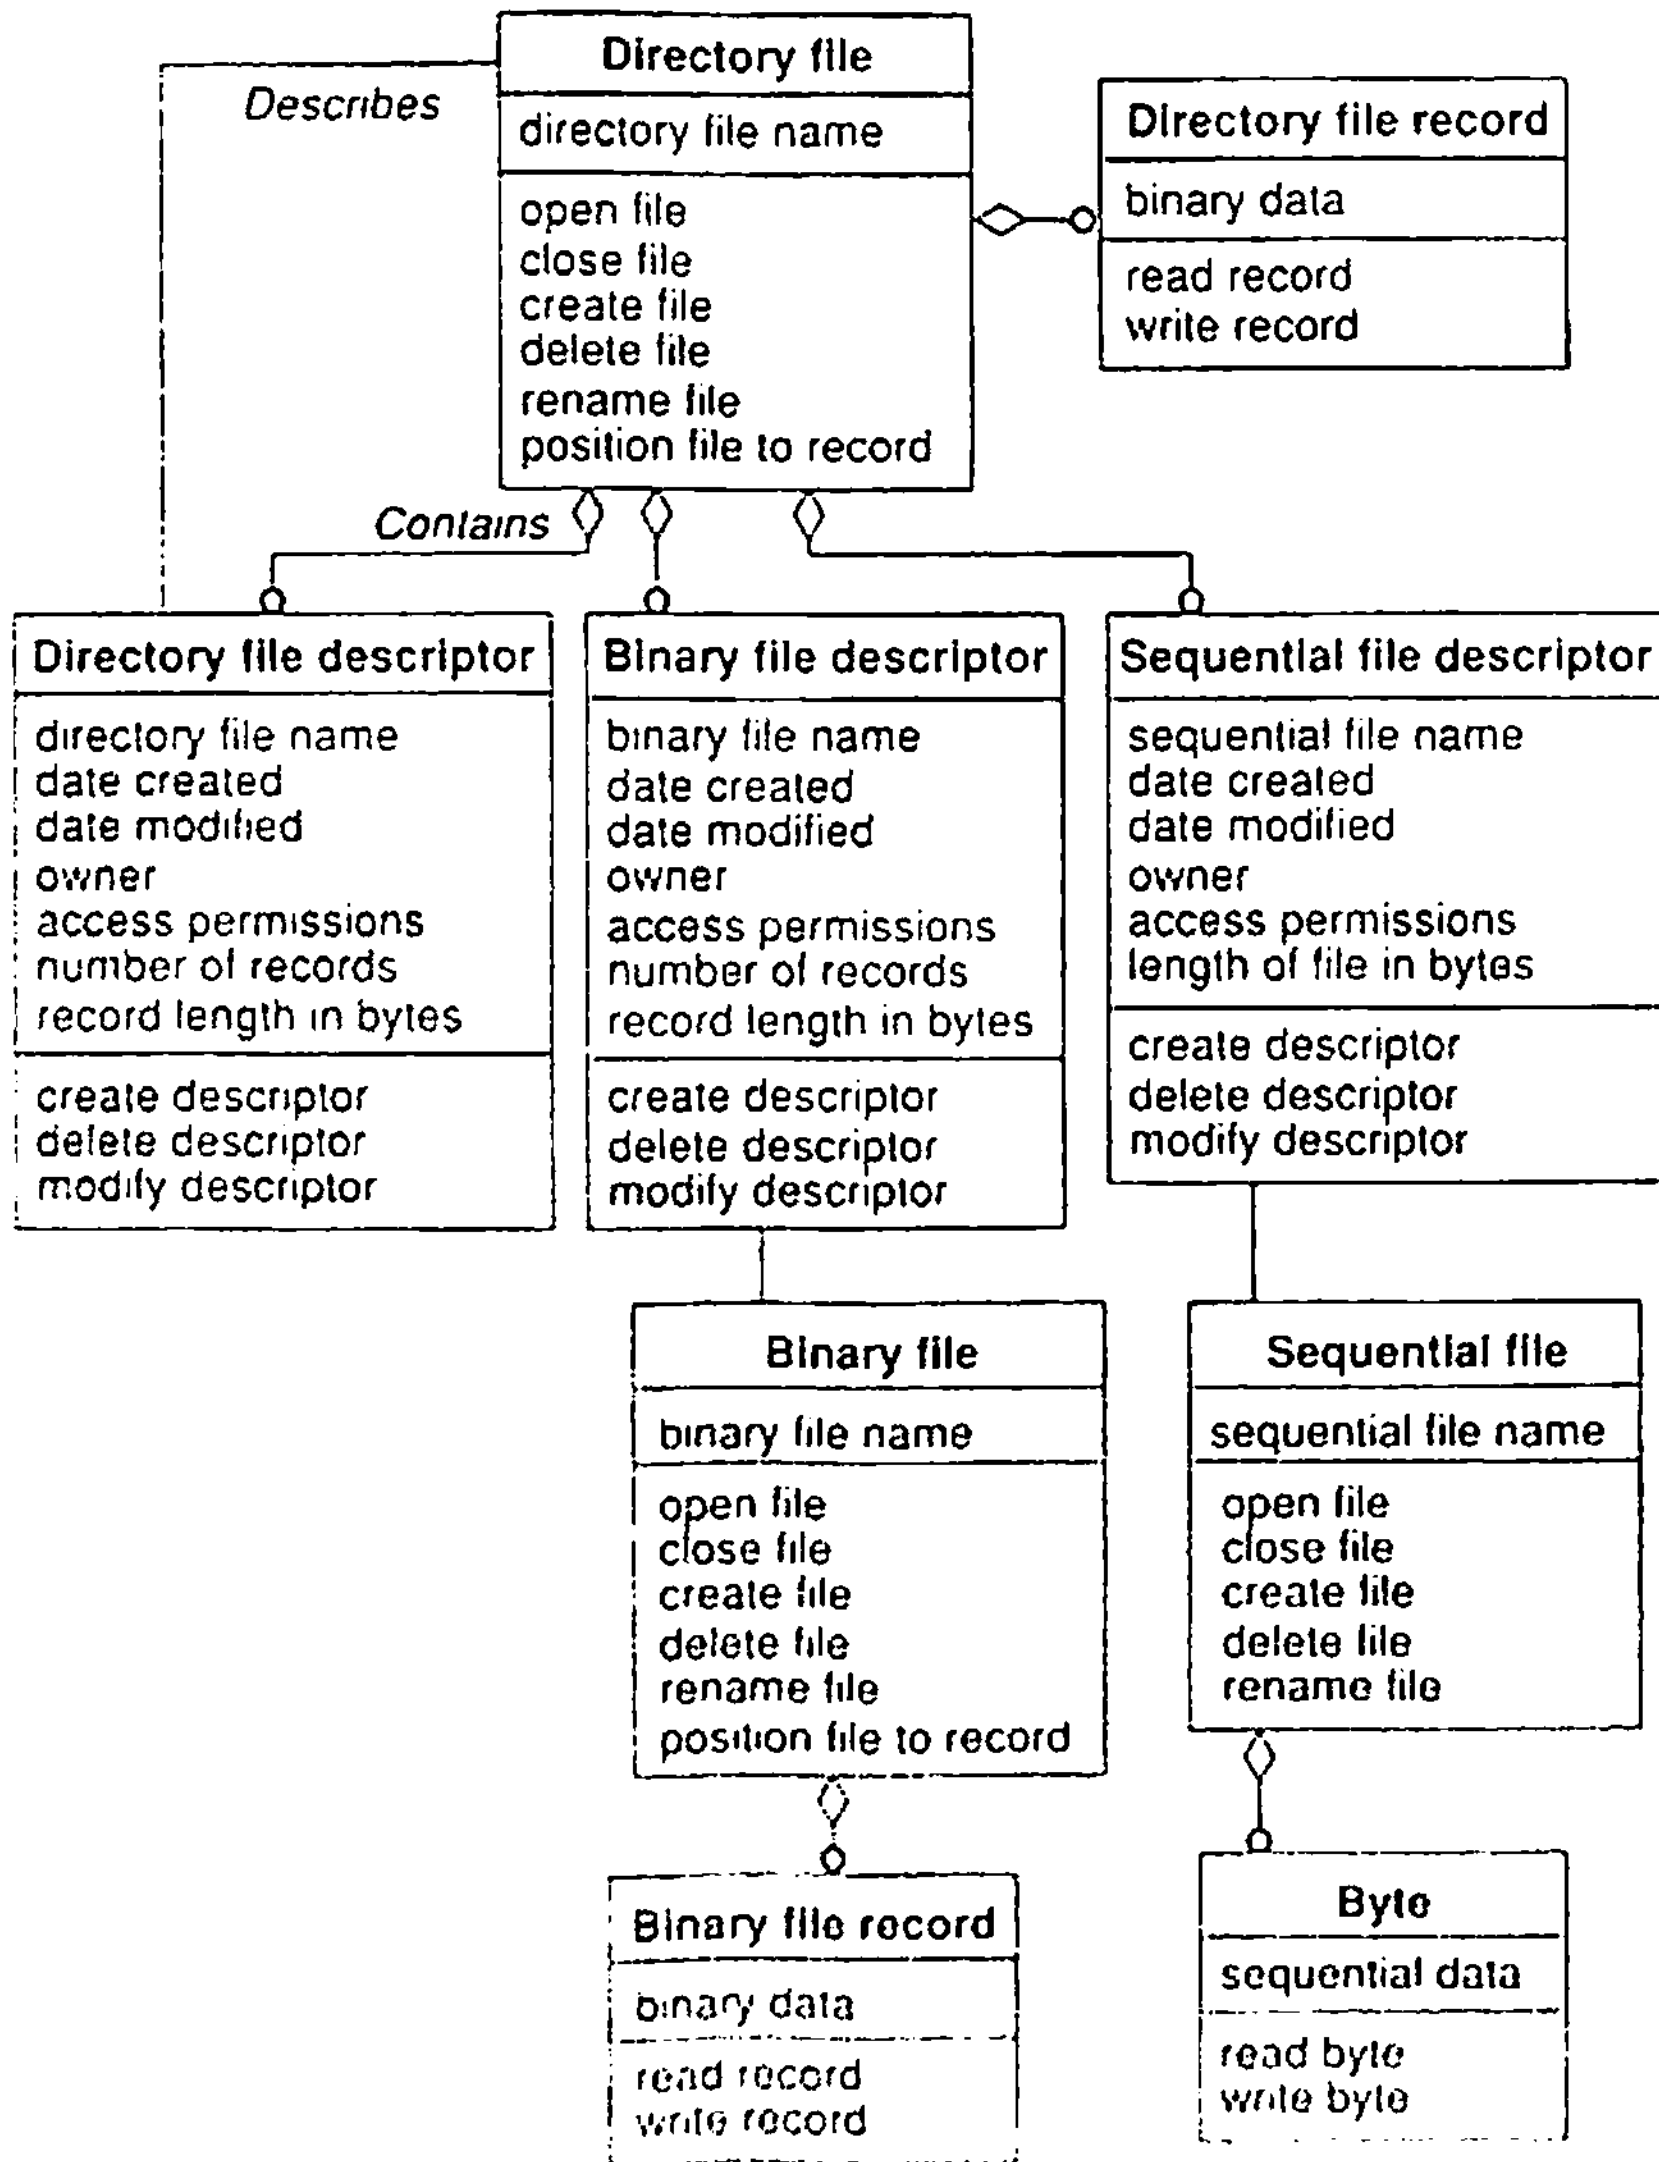 Directory file
directory file name
open file
close file
create file
delete file
rename file
position file to record
Describes
Directory file record
binary data
read record
write record
Contains
Directory file descriptor
directory file name
date created
date modified
owner
access permissions
number of records
record length in bytes
create descriptor
delete descriptor
modify descriptor
Binary file descriptor
binary file name
date created
date modified
owner
access permissions
number of records
record length in bytes
create descriptor
delete descriptor
modify descriptor
Sequential file descriptor
sequential file name
date created
date modified
owner
access permissions
length of file in bytes
create descriptor
delete descriptor
modify descriptor
Binary file
binary file name
open file
close file
create file
delete file
rename file
position file to record
Sequential file
sequential file name
open file
close file
create file
delete file
rename file
Binary file record
binary data
read record
write record
Byte
sequential data
read byte
write byte